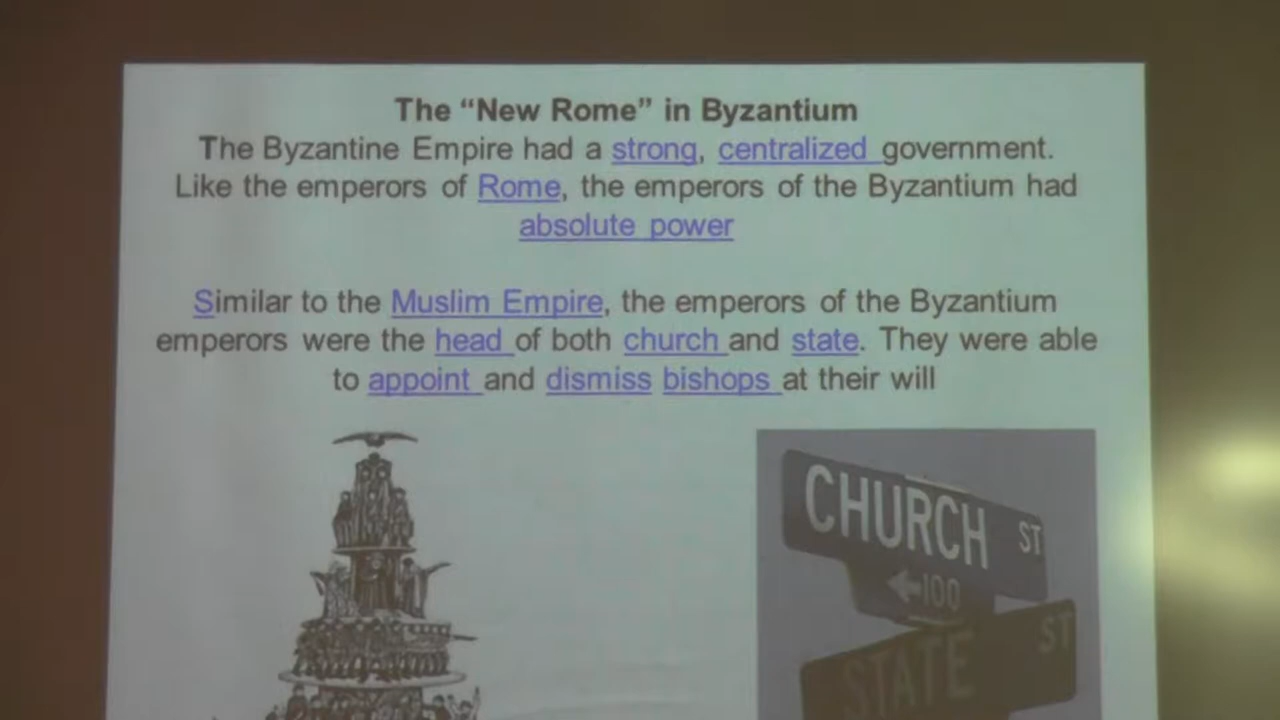 The “New Rome” in Byzantium
The Byzantine Empire had a strong, centralized government.
Like the emperors of Rome, the emperors of the Byzantium had
absolute power
Similar to the Muslim Empire, the emperors of the Byzantium
emperors were the head of both church and state. They were able
to appoint and dismiss bishops at their will
CHURCH ST
100
STATE ST